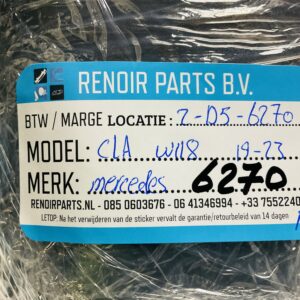 RENOIR PARTS B.V.
BTW / MARGE LOCATIE: Z-D5-6270
MODEL: CLA W118 19-23
MERK: mercedes 6270
RENOIRPARTS.NL - 085 0603676 - 06 41346994 - +33 7552240
LETOP: Na het verwijderen van de sticker vervalt de garantie/retourbeleid van 14 dagen